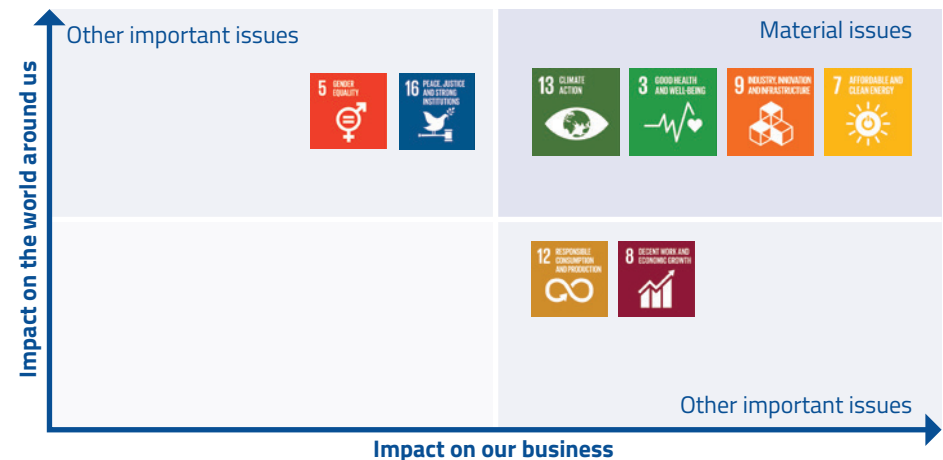 Other important issues
Material issues
5 GENDER
EQUALITY
16 PEACE, JUSTICE
AND STRONG
INSTITUTIONS
13 CLIMATE
ACTION
3 GOOD HEALTH
AND WELL-BEING
9 INDUSTRY, INNOVATION
AND INFRASTRUCTURE
7 AFFORDABLE AND
CLEAN ENERGY
Impact on the world around us
12 RESPONSIBLE
CONSUMPTION
AND PRODUCTION
8 DECENT WORK AND
ECONOMIC GROWTH
Other important issues
Impact on our business